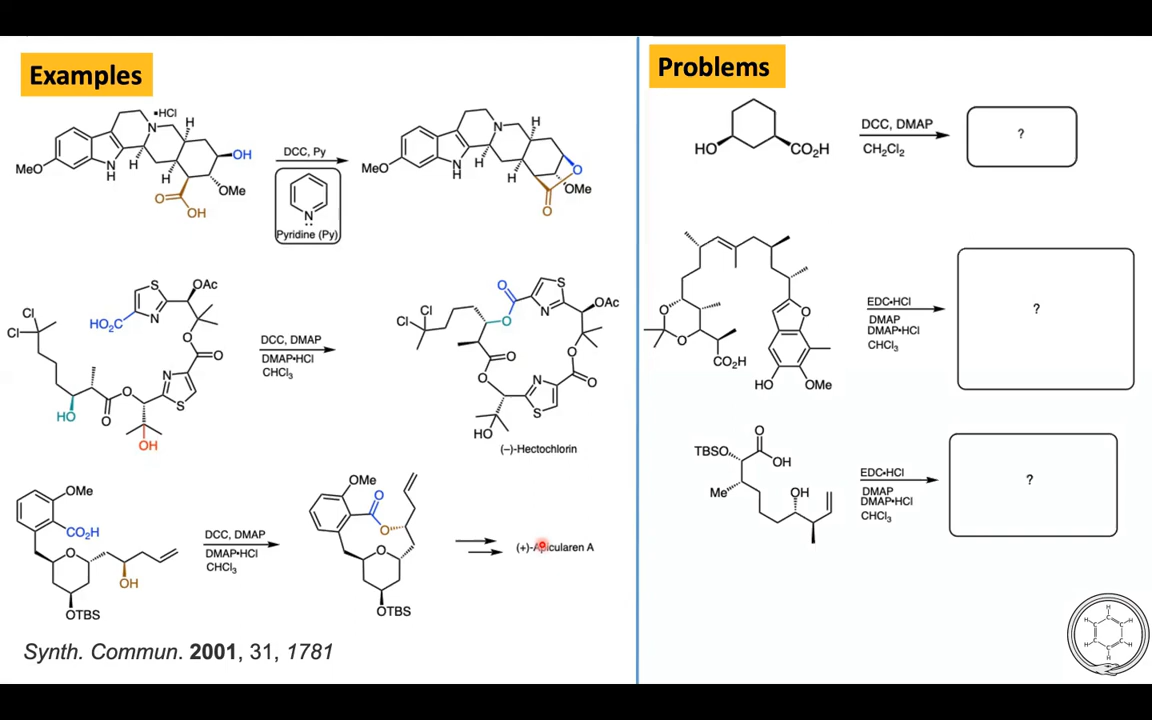 Examples
•HCl
N
H
H
OH
MeO
N
H
H
H
OMe
O
OH
DCC, Py
N
Pyridine (Py)
N
H
MeO
N
H
H
H
O
OMe
O
Cl
Cl
HO₂C
S
N
OAc
O
O
N
S
O
O
HO
OH
DCC, DMAP
DMAP•HCl
CHCl₃
Cl
Cl
O
O
S
N
OAc
O
O
O
O
N
S
HO
(–)-Hectochlorin
OMe
CO₂H
O
OH
OTBS
DCC, DMAP
DMAP•HCl
CHCl₃
OMe
O
O
O
OTBS
(+)-Apicularen A
Synth. Commun. 2001, 31, 1781
Problems
HO
CO₂H
DCC, DMAP
CH₂Cl₂
?
O
O
Me
Me
CO₂H
O
HO
OMe
EDC•HCl
DMAP
DMAP•HCl
CHCl₃
?
TBSO
O
OH
Me
OH
EDC•HCl
DMAP
DMAP•HCl
CHCl₃
?
H
H
H
H
H
H
C
C
C
C
C
C